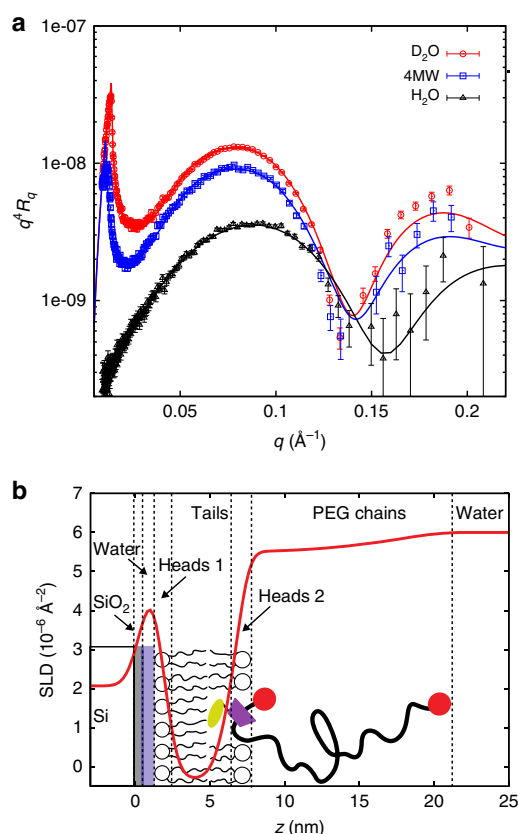 a
1e-07
1e-08
1e-09
q⁴R_q
D₂O
4MW
H₂O
0.05 0.1 0.15 0.2
q (Å⁻¹)
b
7
6
5
4
3
2
1
0
SLD (10⁻⁶ Å⁻²)
Tails PEG chains Water
Water
Heads 1
SiO₂
Heads 2
Si
0 5 10 15 20 25
z (nm)